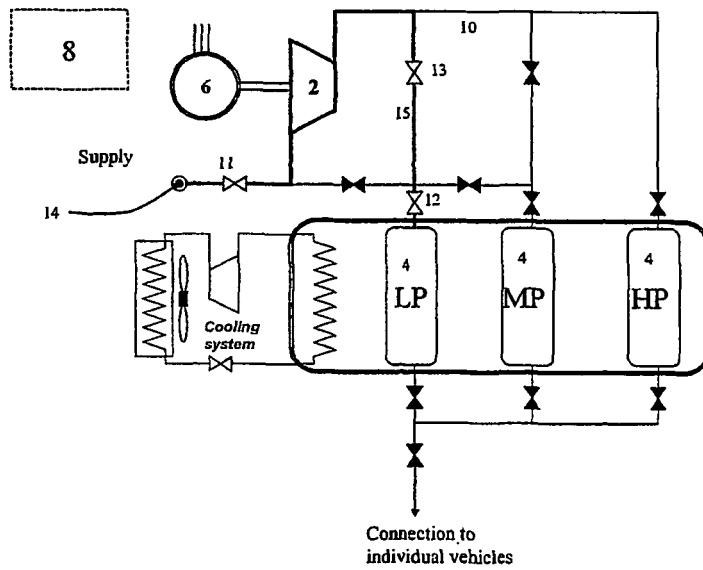 10
8
13
6
2
15
Supply
11
14
12
4
4
4
LP
MP
HP
Cooling
system
Connection to
individual vehicles